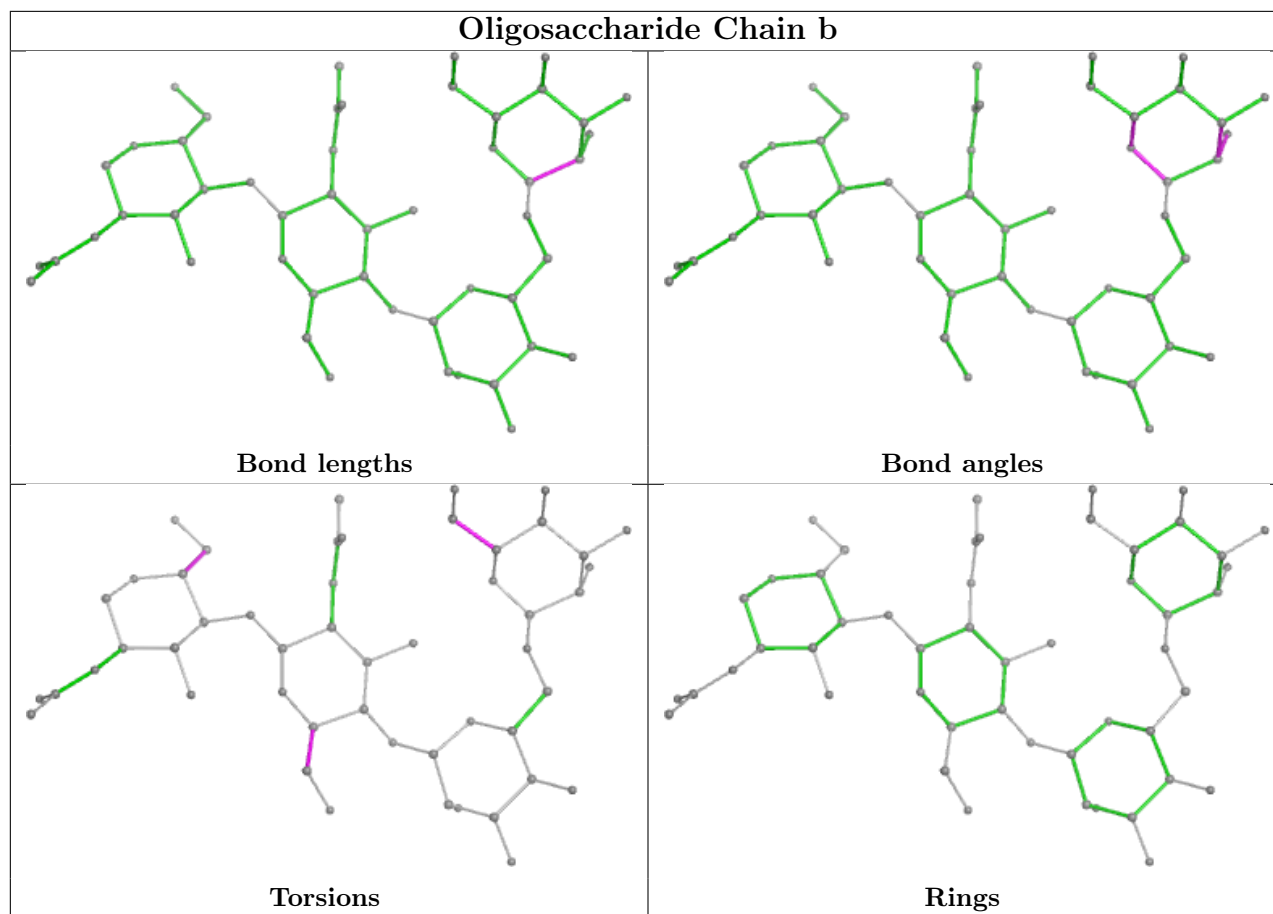 Oligosaccharide Chain b
Bond lengths
Bond angles
Torsions
Rings